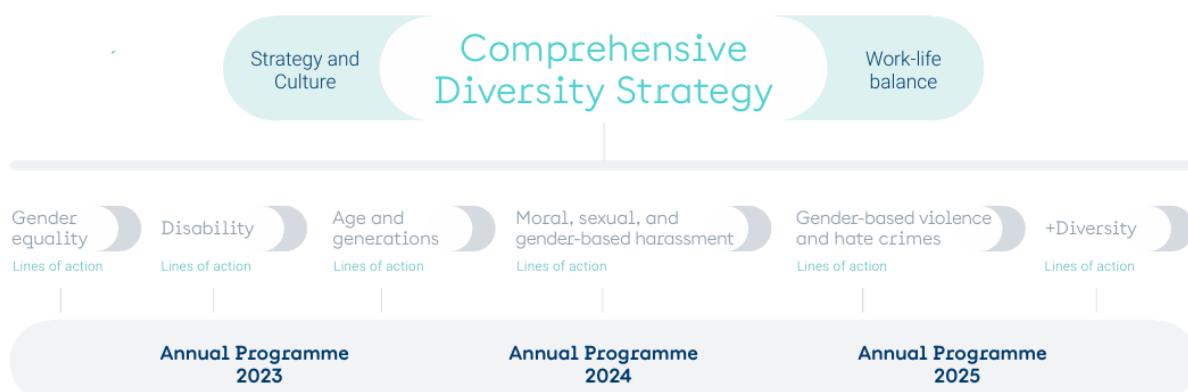 Strategy and
Culture
Comprehensive
Diversity Strategy
Work-life
balance
Gender
equality
Lines of action
Disability
Lines of action
Age and
generations
Lines of action
Moral, sexual, and
gender-based harassment
Lines of action
Gender-based violence
and hate crimes
Lines of action
+Diversity
Lines of action
Annual Programme
2023
Annual Programme
2024
Annual Programme
2025